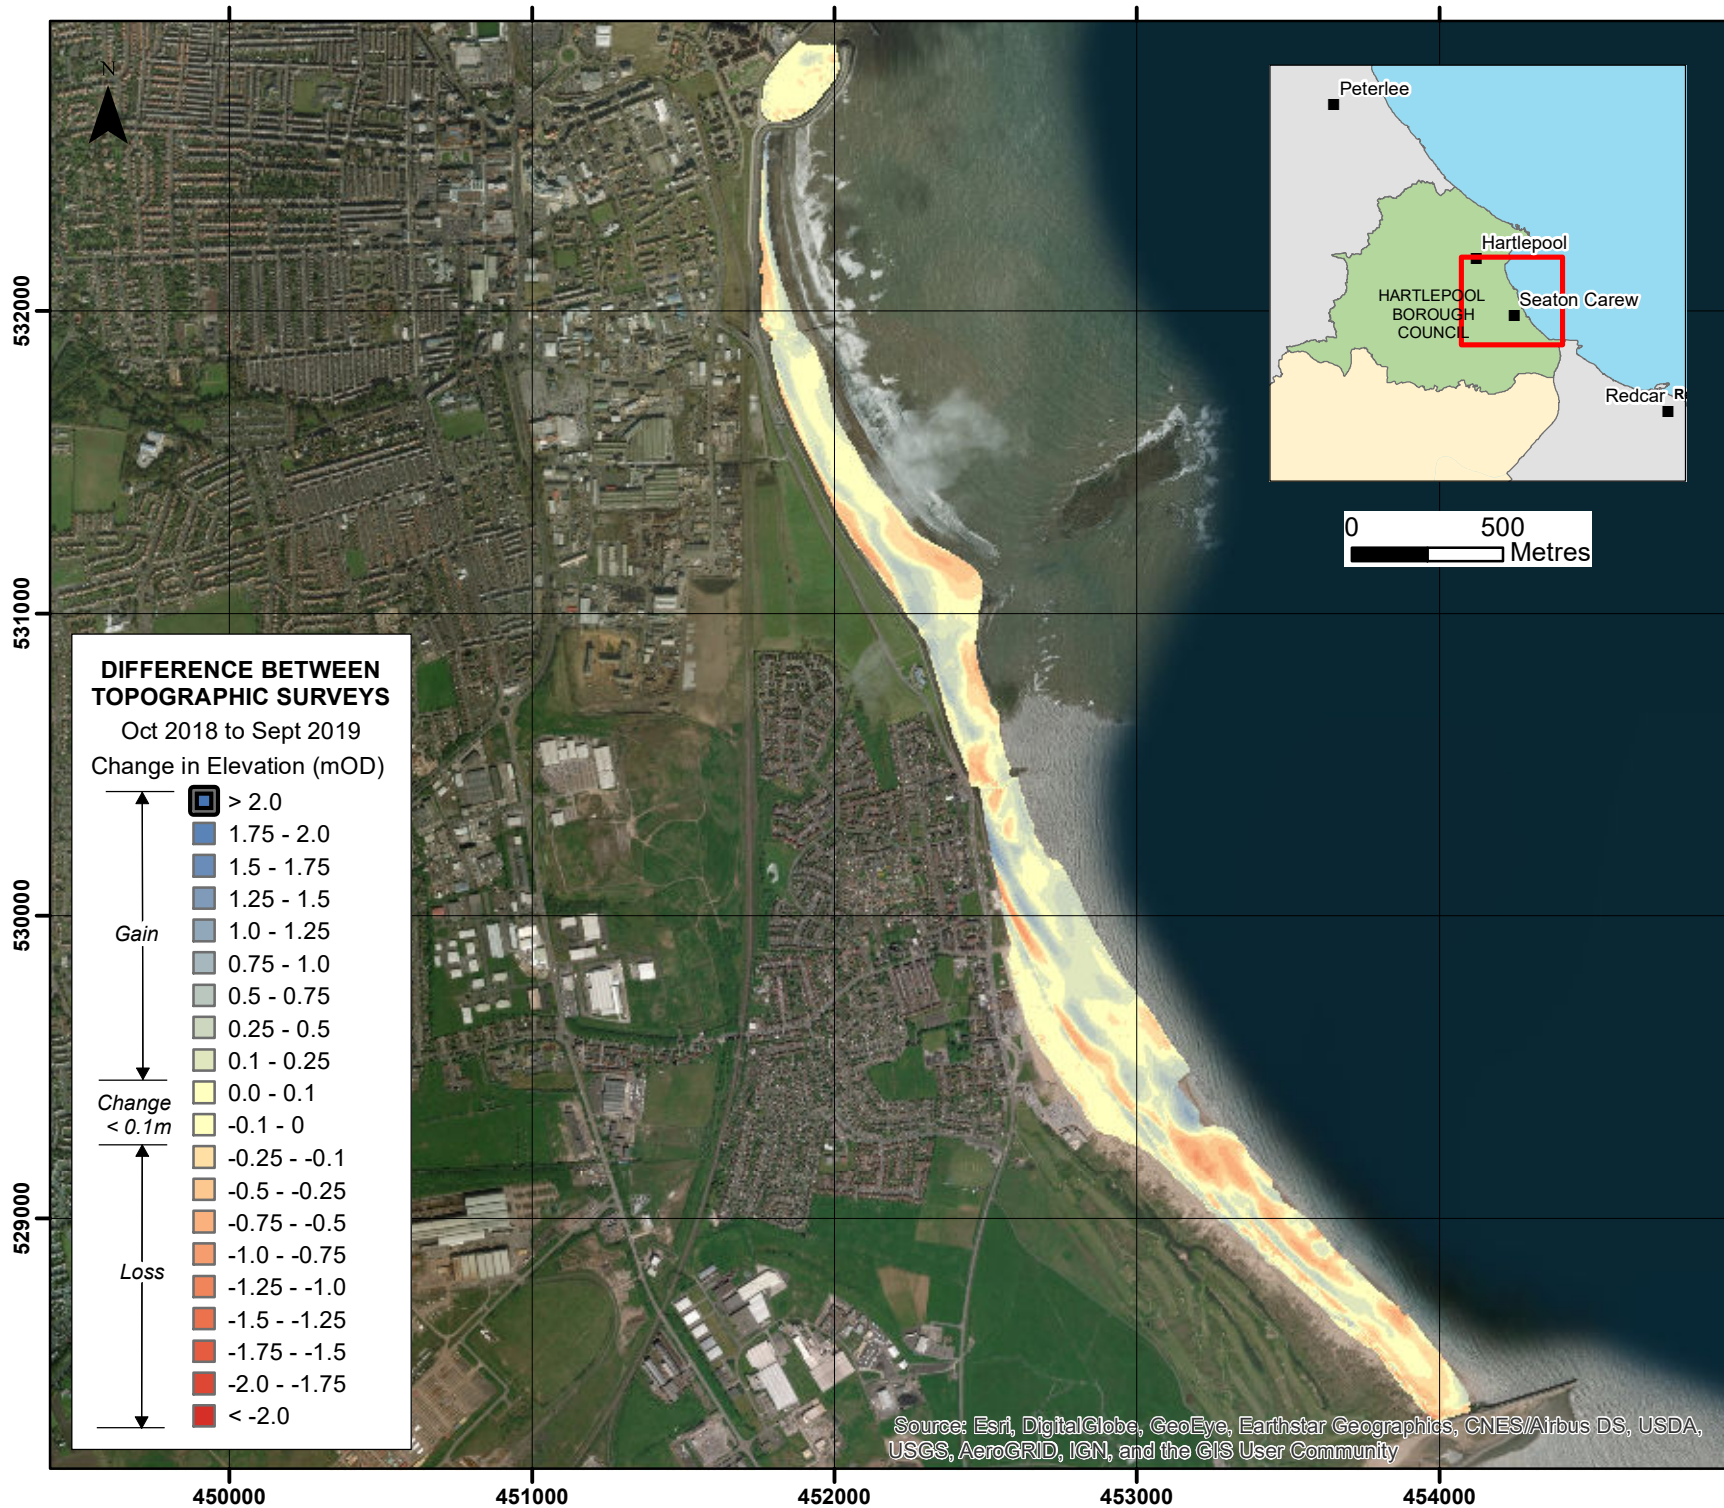 N
Peterlee
Hartlepool
HARTLEPOOL
BOROUGH
COUNCIL
Seaton Carew
Redcar
R
0 500
Metres
532000
531000
530000
529000
DIFFERENCE BETWEEN
TOPOGRAPHIC SURVEYS
Oct 2018 to Sept 2019
Change in Elevation (mOD)
> 2.0
1.75 - 2.0
1.5 - 1.75
1.25 - 1.5
Gain
1.0 - 1.25
0.75 - 1.0
0.5 - 0.75
0.25 - 0.5
0.1 - 0.25
Change
< 0.1m
0.0 - 0.1
-0.1 - 0
-0.25 - -0.1
-0.5 - -0.25
-0.75 - -0.5
-1.0 - -0.75
Loss
-1.25 - -1.0
-1.5 - -1.25
-1.75 - -1.5
-2.0 - -1.75
< -2.0
Source: Esri, DigitalGlobe, GeoEye, Earthstar Geographics, CNES/Airbus DS, USDA,
USGS, AeroGRID, IGN, and the GIS User Community
450000 451000 452000 453000 454000